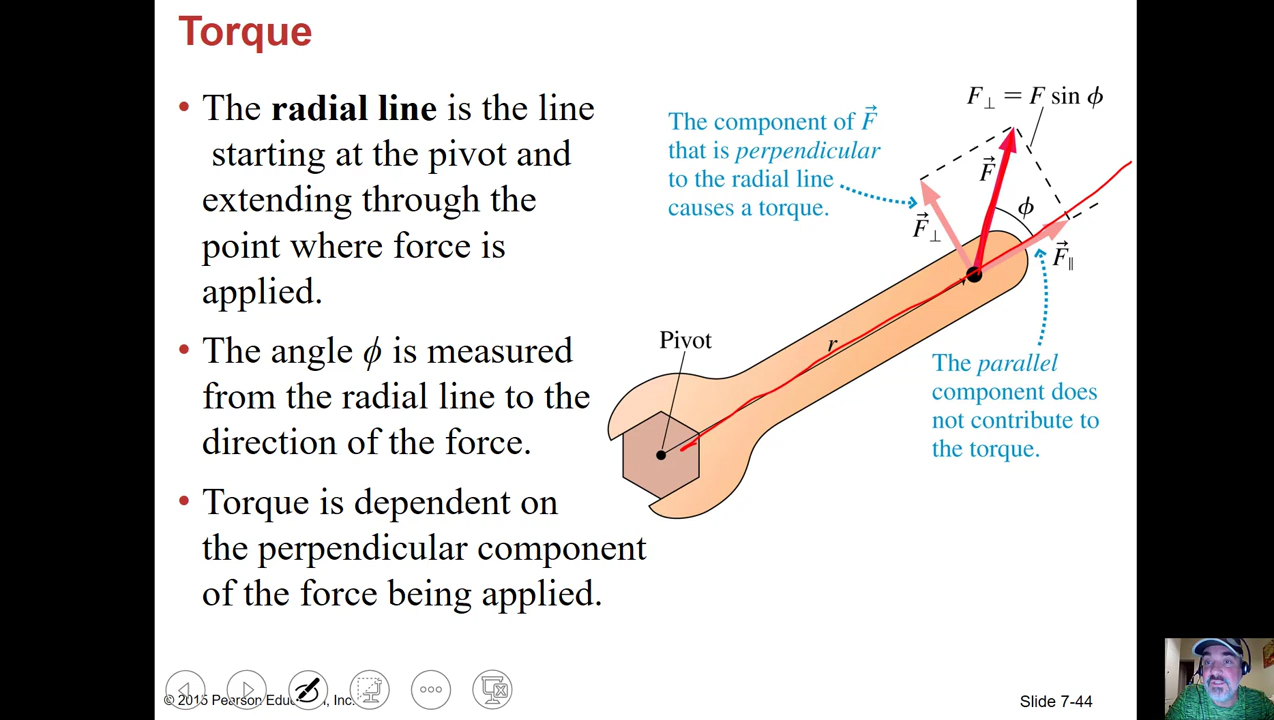 Torque
• The radial line is the line
starting at the pivot and
extending through the
point where force is
applied.
• The angle ϕ is measured
from the radial line to the
direction of the force.
• Torque is dependent on
the perpendicular component
of the force being applied.
The component of F⃗
that is perpendicular
to the radial line
causes a torque.
F⊥ = F sin ϕ
F⃗
ϕ
F⃗⊥
F⃗∥
r
Pivot
The parallel
component does
not contribute to
the torque.
Slide 7-44